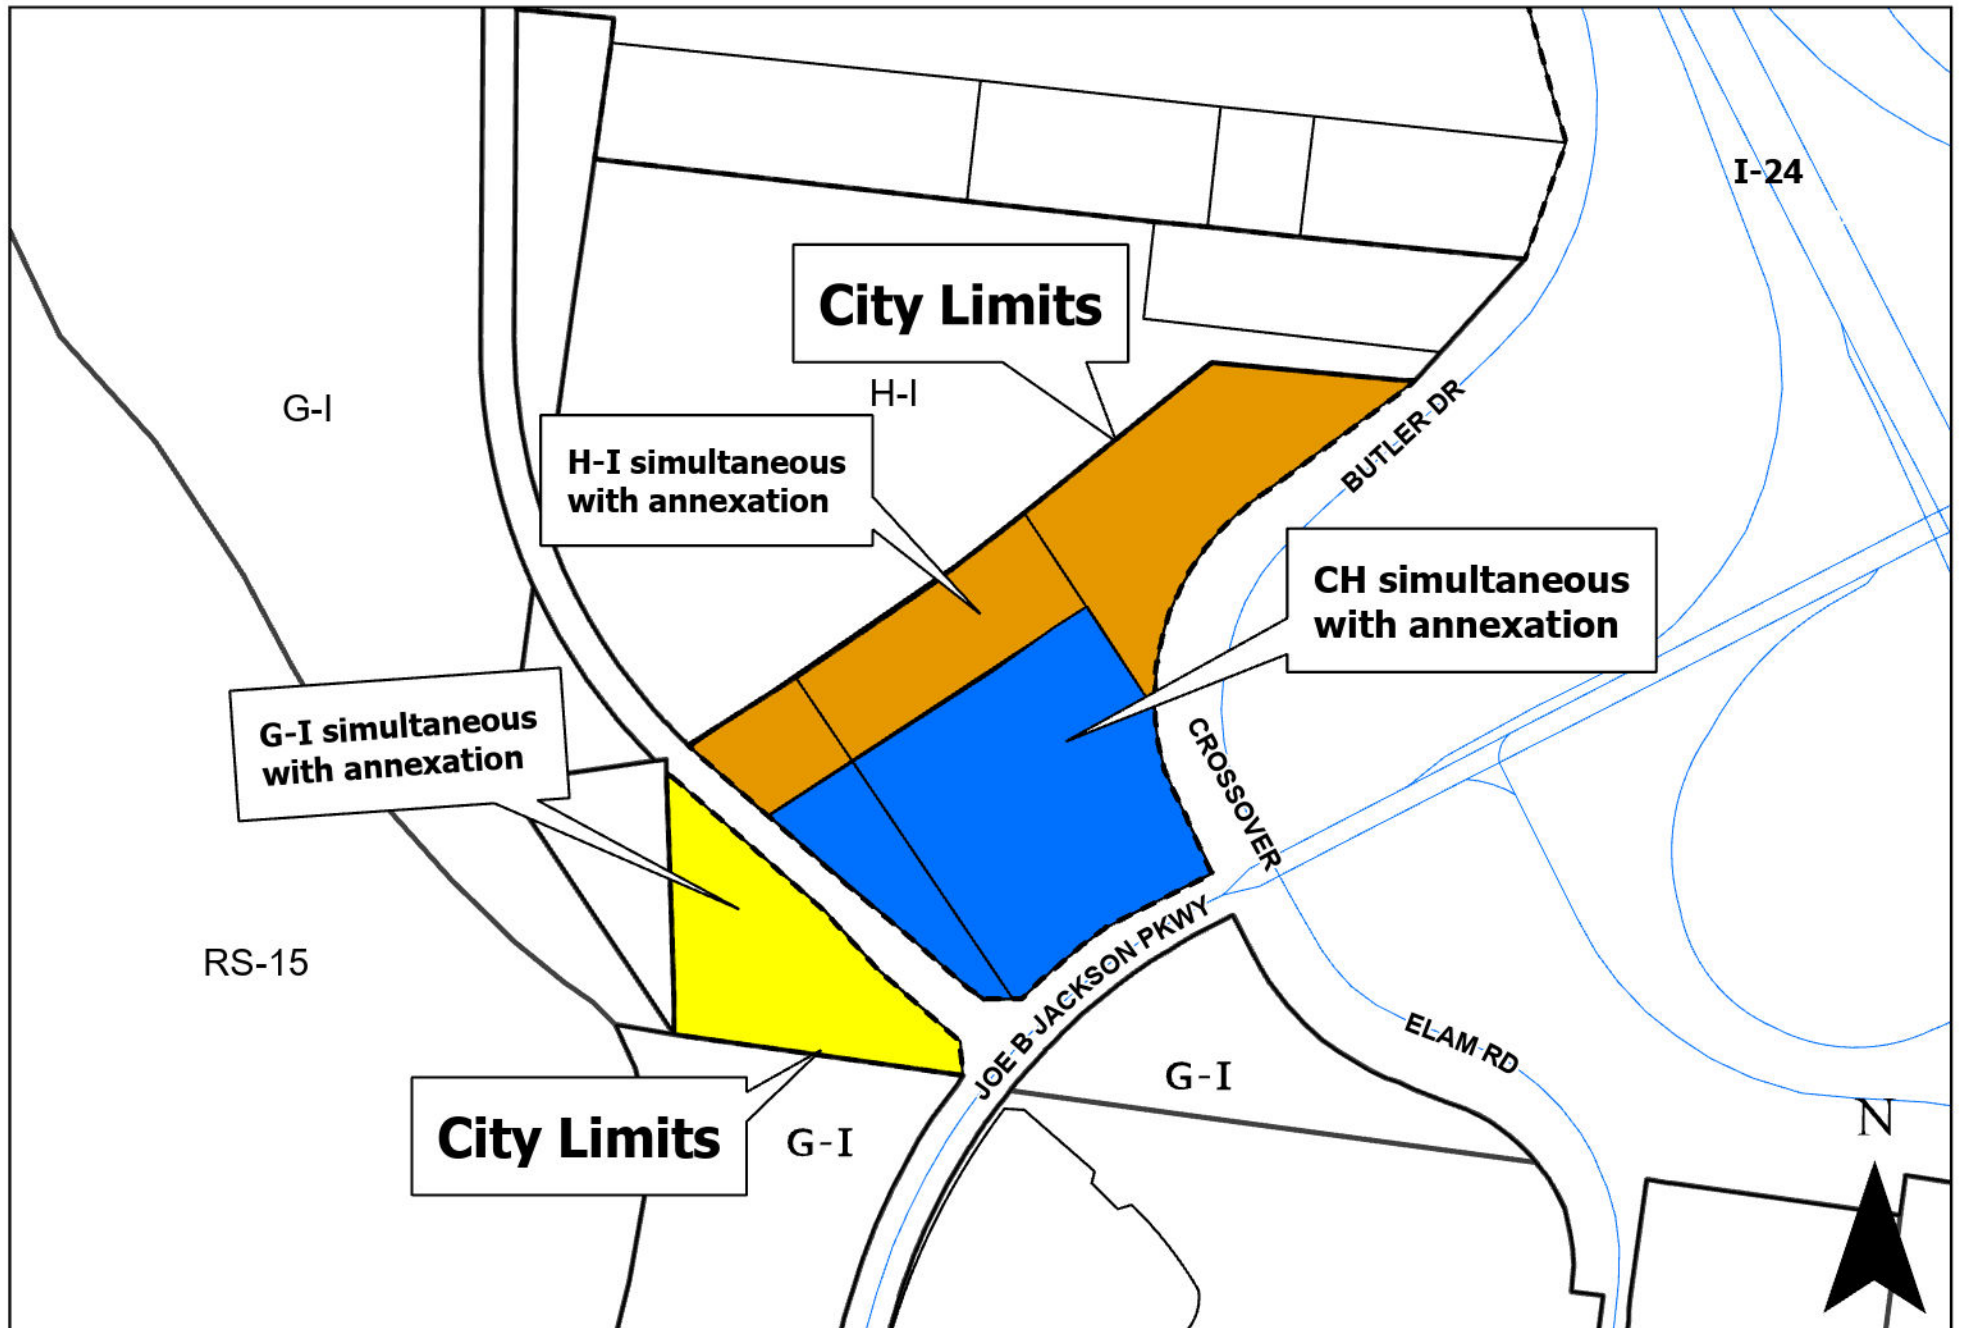 I-24
City Limits
H-I
G-I
BUTLER DR
H-I simultaneous
with annexation
CH simultaneous
with annexation
G-I simultaneous
with annexation
CROSSOVER
RS-15
JOE B JACKSON PKWY
ELAM RD
G-I
N
City Limits
G-I